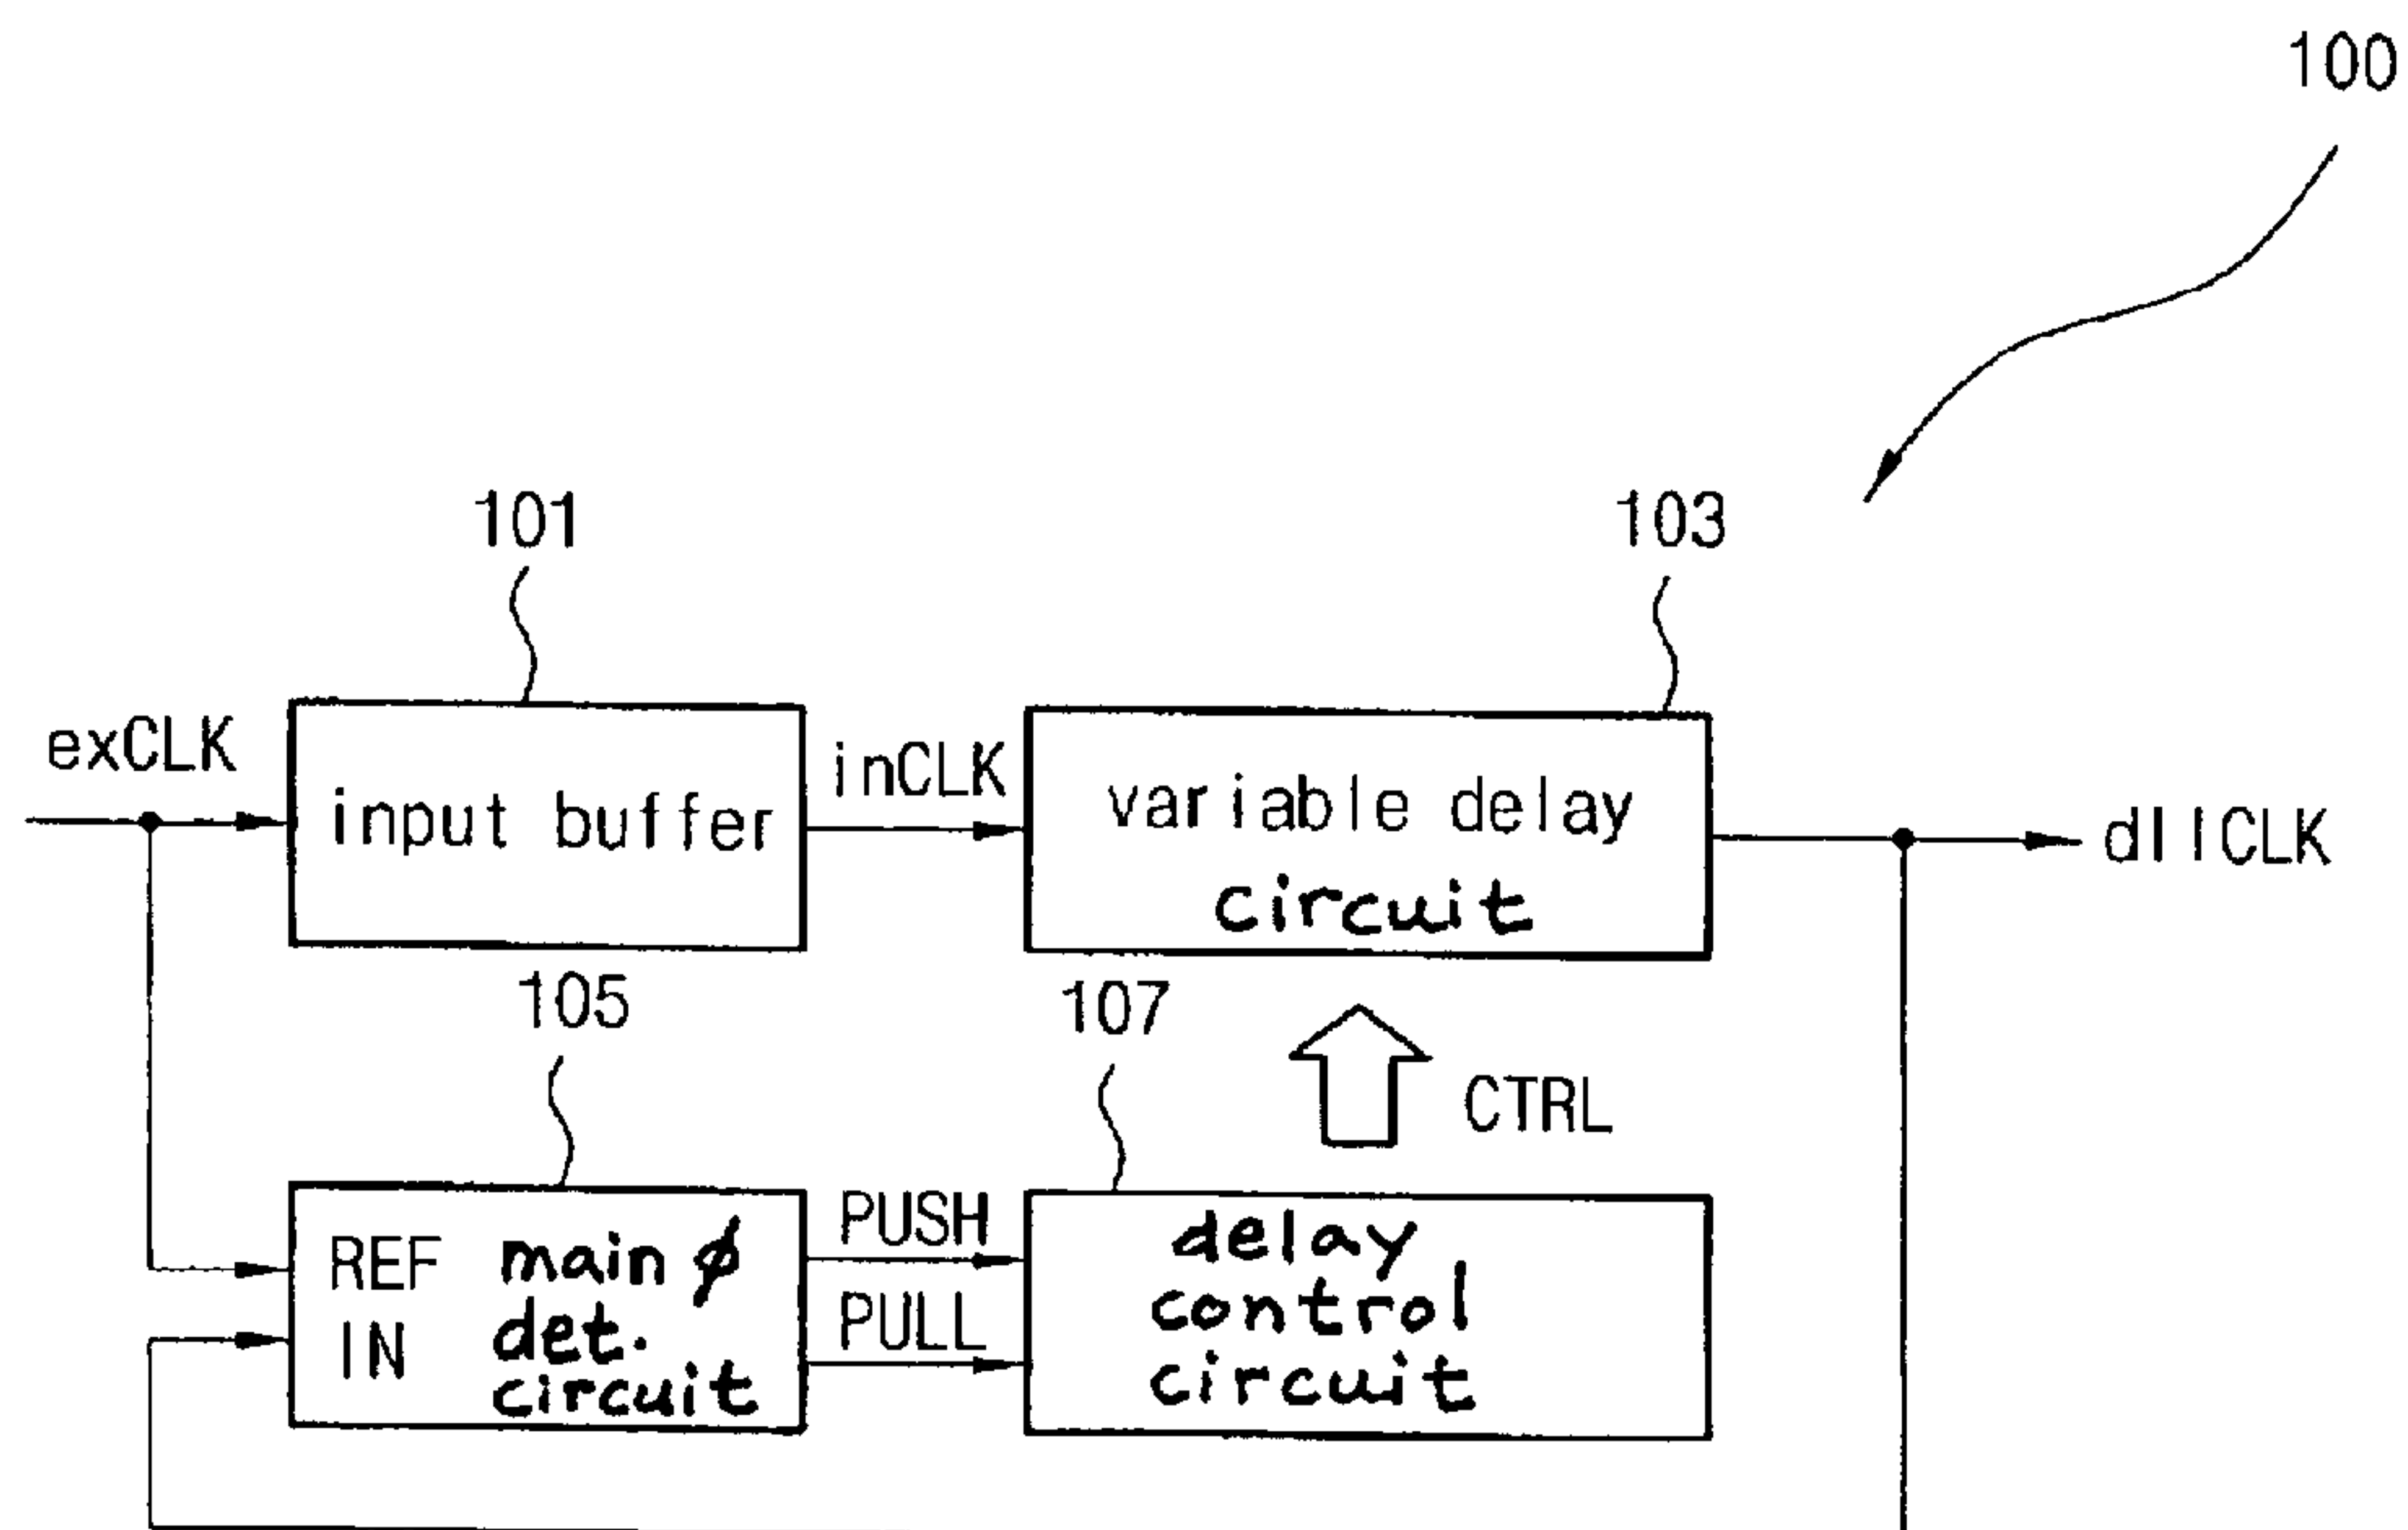 100
101
103
exCLK
input buffer
inCLK
variable delay
circuit
dllCLK
105
107
CTRL
REF
IN
main ϕ
det.
circuit
PUSH
PULL
delay
control
circuit